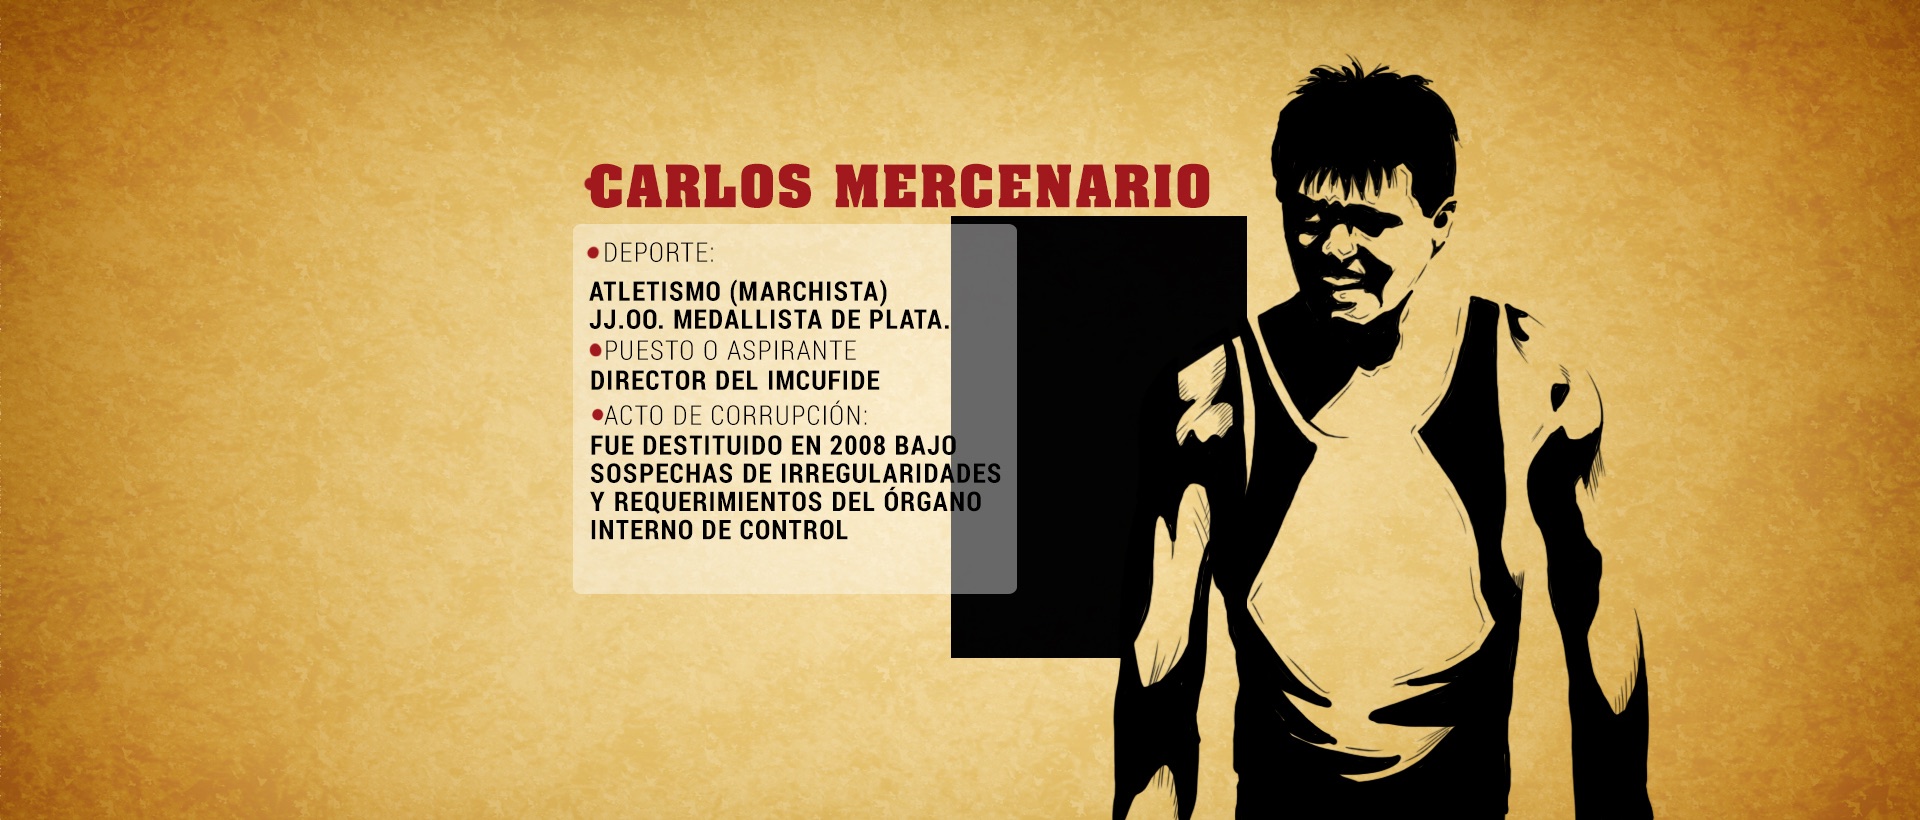 CARLOS MERCENARIO
DEPORTE:
ATLETISMO (MARCHISTA)
JJ.OO. MEDALLISTA DE PLATA.
PUESTO O ASPIRANTE
DIRECTOR DEL IMCUFIDE
ACTO DE CORRUPCIÓN:
FUE DESTITUIDO EN 2008 BAJO
SOSPECHAS DE IRREGULARIDADES
Y REQUERIMIENTOS DEL ÓRGANO
INTERNO DE CONTROL